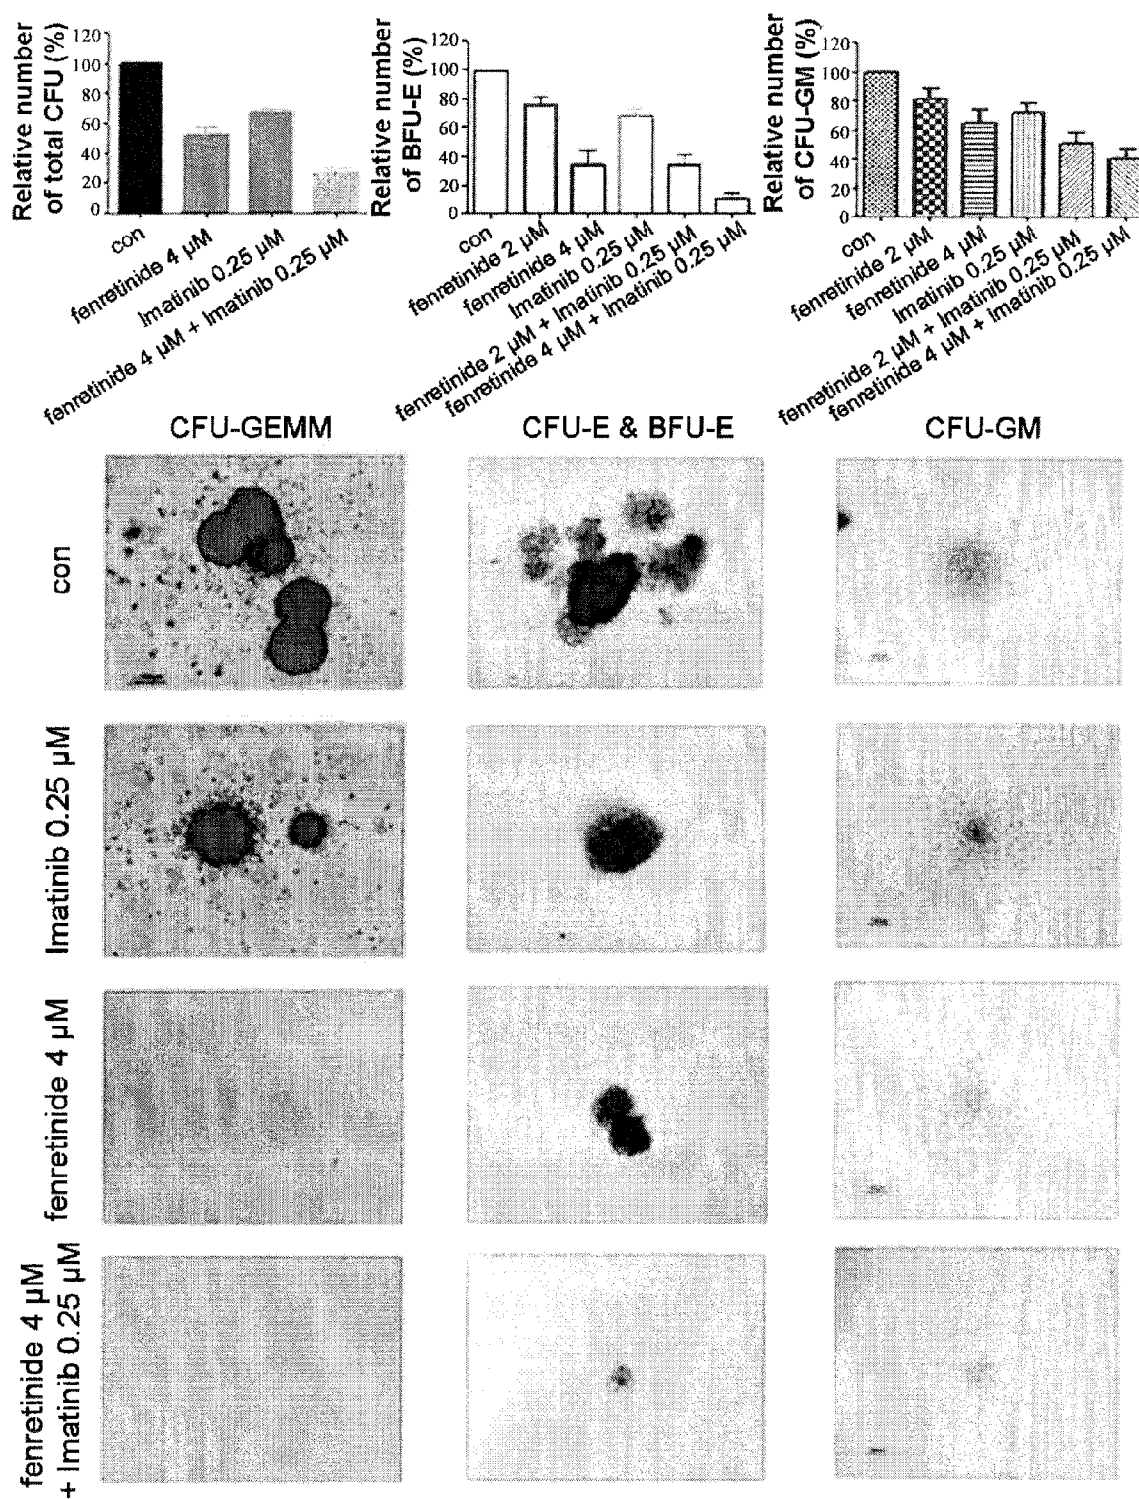 Relative number
of total CFU (%)
120
100
80
60
40
20
0
con
fenretinide 4 µM
Imatinib 0.25 µM
fenretinide 4 µM + Imatinib 0.25 µM
Relative number
of BFU-E (%)
120
100
80
60
40
20
0
con
fenretinide 2 µM
fenretinide 4 µM
Imatinib 0.25 µM
fenretinide 2 µM + Imatinib 0.25 µM
fenretinide 4 µM + Imatinib 0.25 µM
Relative number
of CFU-GM (%)
120
100
80
60
40
20
0
con
fenretinide 2 µM
fenretinide 4 µM
Imatinib 0.25 µM
fenretinide 2 µM + Imatinib 0.25 µM
fenretinide 4 µM + Imatinib 0.25 µM
CFU-GEMM
CFU-E & BFU-E
CFU-GM
con
Imatinib 0.25 µM
fenretinide 4 µM
fenretinide 4 µM
+ Imatinib 0.25 µM